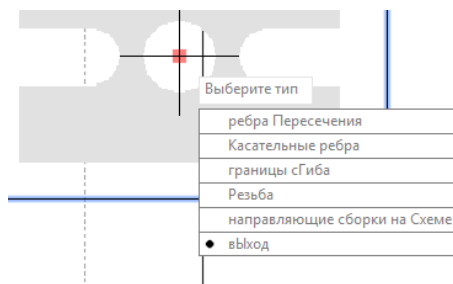 Выберите тип
ребра Пересечения
Касательные ребра
границы сГиба
Резьба
направляющие сборки на Схеме
вЫход